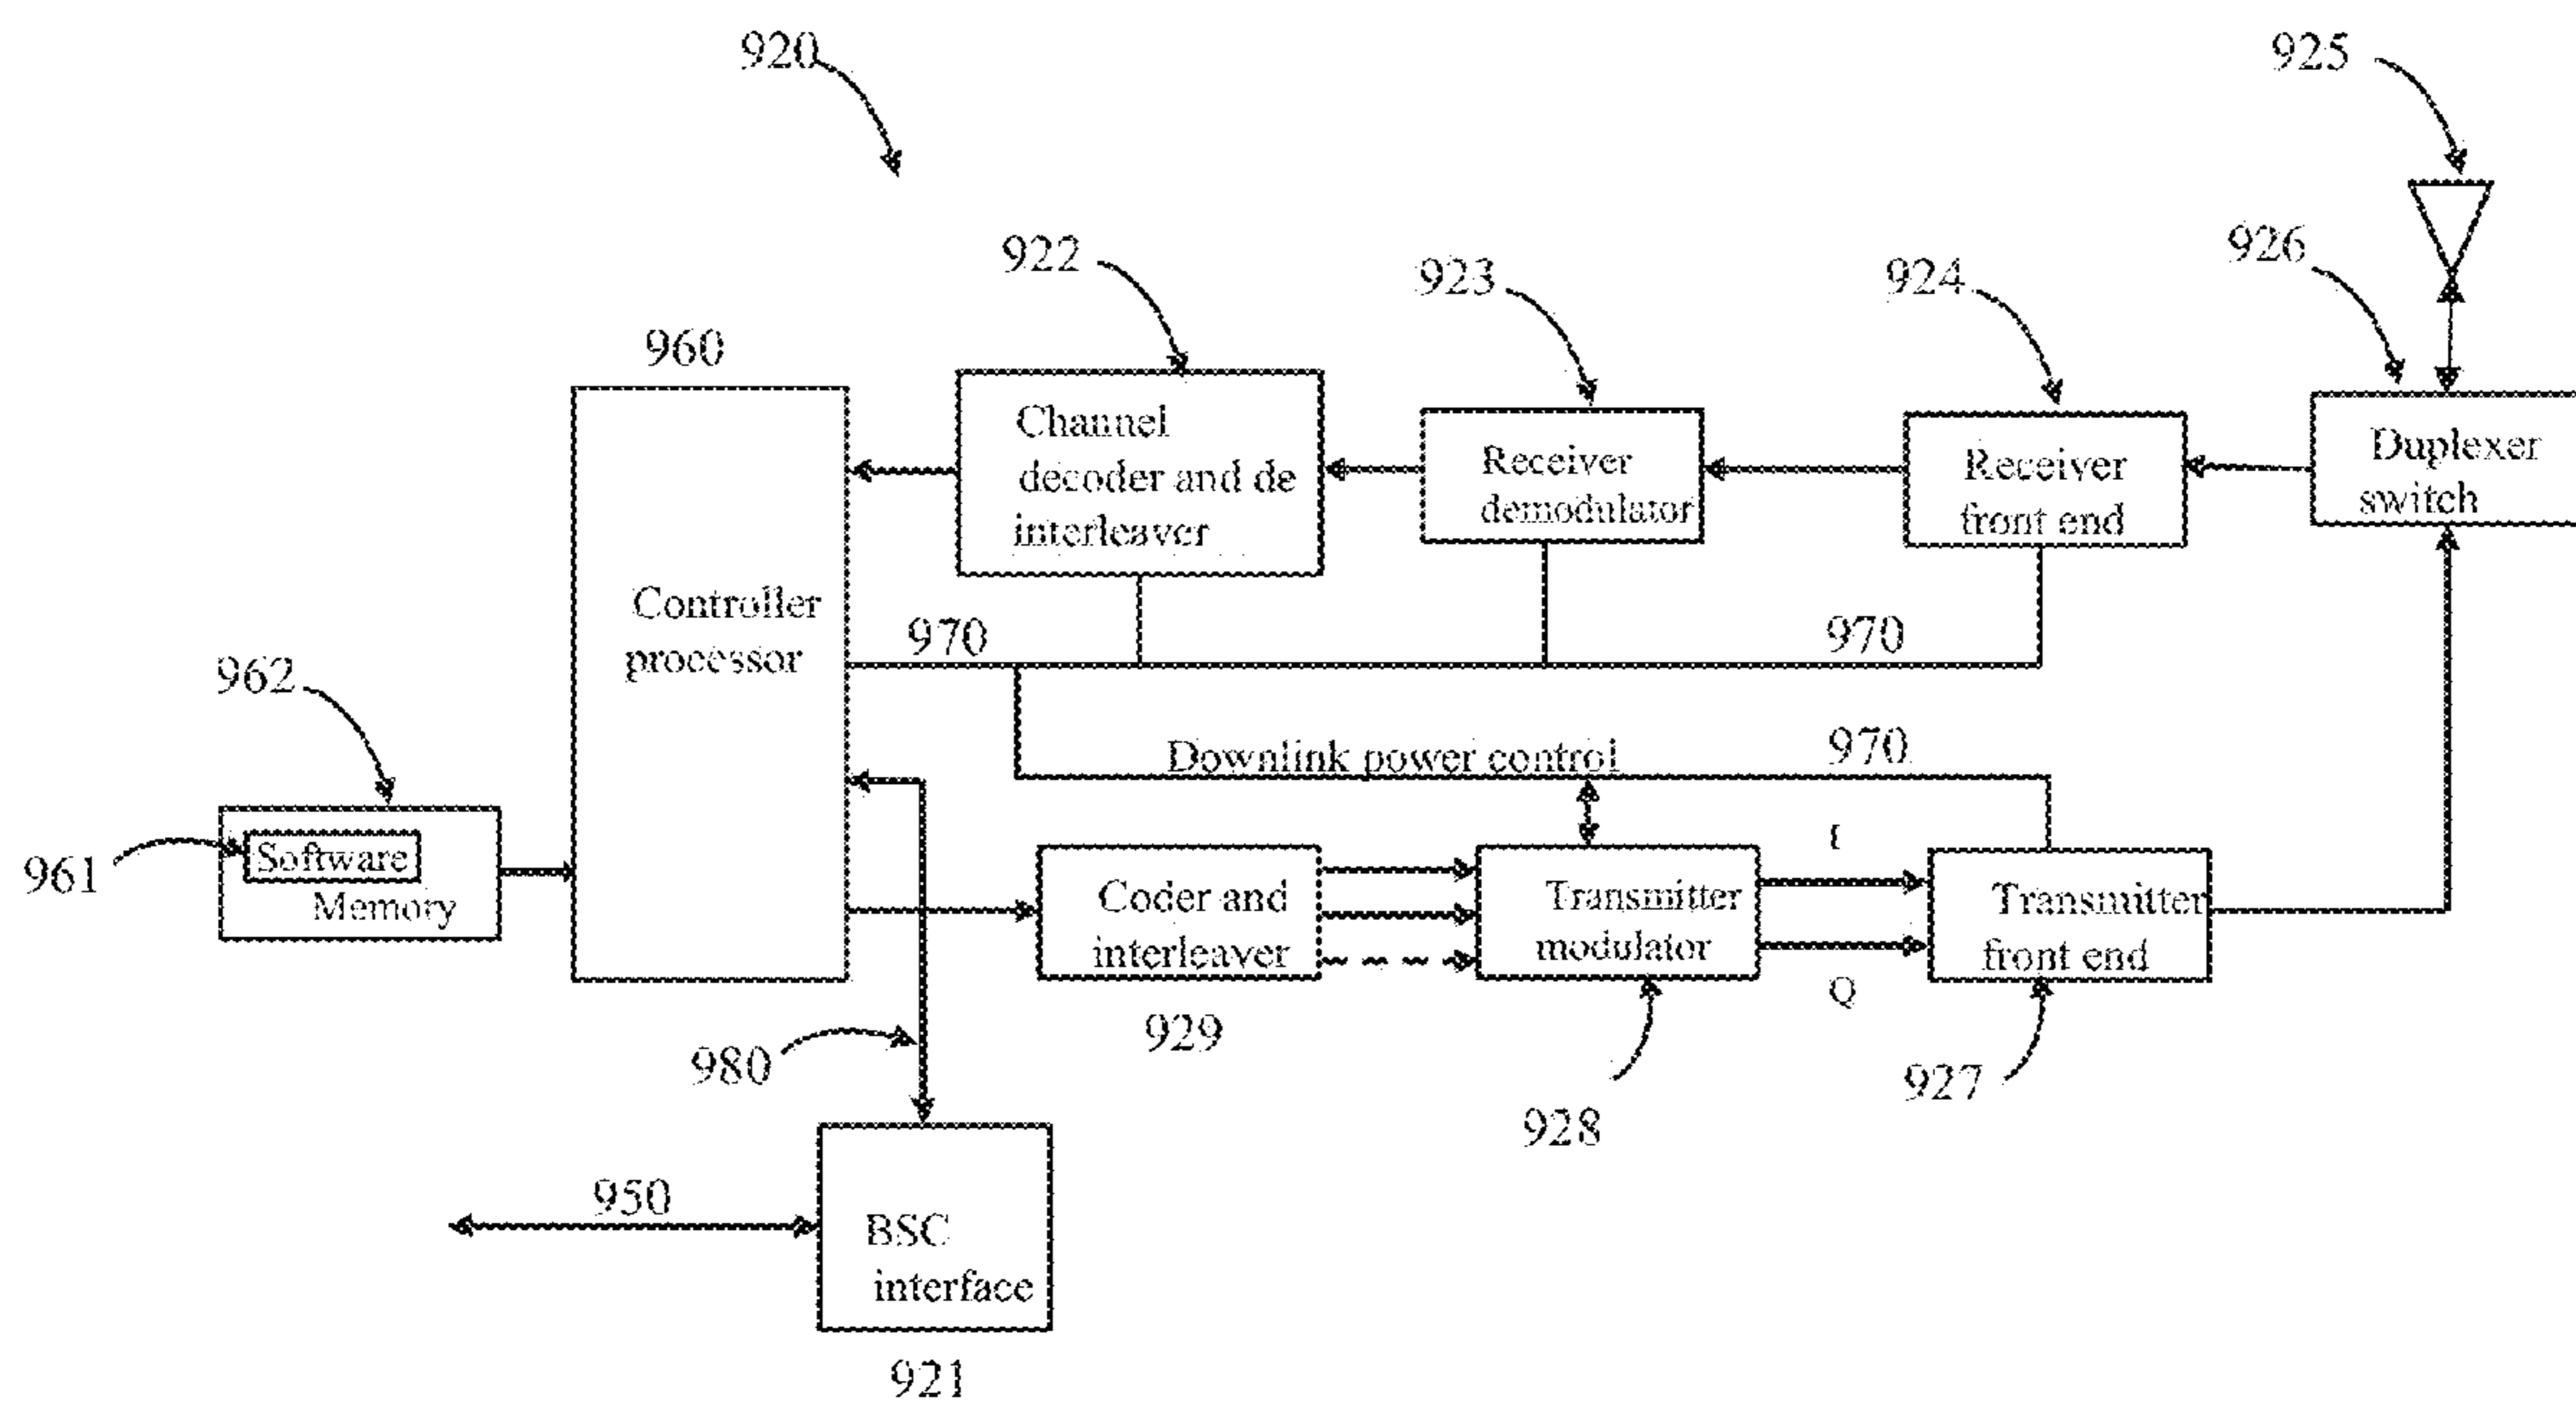 920
925
922
923
924
926
960
Channel
decoder and de
interleaver
Receiver
demodulator
Receiver
front end
Duplexer
switch
Controller
processor
970
970
962
Downlink power control
970
961
Software
Memory
Coder and
interleaver
Transmitter
modulator
I
Q
Transmitter
front end
929
980
928
927
950
BSC
interface
921